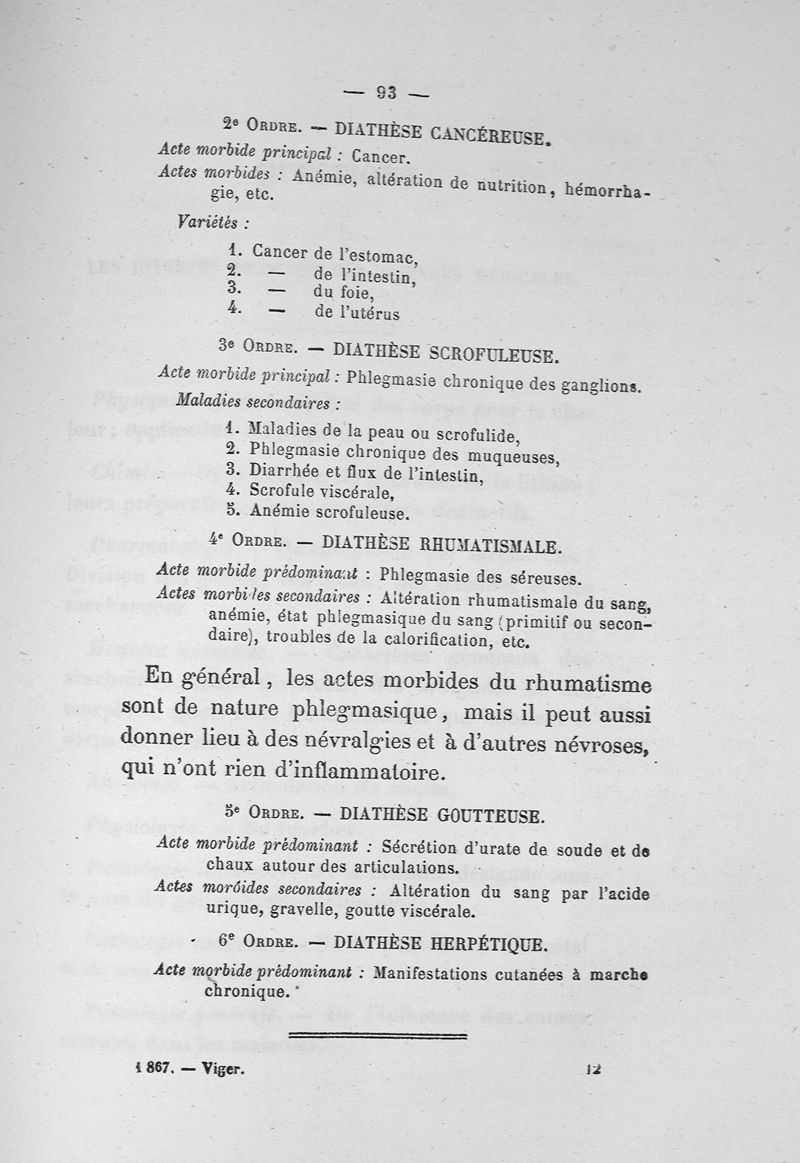 — 93 —
2e ORDRE. — DIATHÈSE CANCÉREUSE.
Acte morbide principal : Cancer.
Actes morbides : Anémie, altération de nutrition, hémorrha-
gie, etc.
Variétés :
1. Cancer de l'estomac,
2. — de l'intestin,
3. — du foie,
4. — de l'utérus
3e ORDRE. — DIATHÈSE SCROFULEUSE.
Acte morbide principal : Phlegmasie chronique des ganglions.
Maladies secondaires :
1. Maladies de la peau ou scrofulide,
2. Phlegmasie chronique des muqueuses,
3. Diarrhée et flux de l'intestin,
4. Scrofule viscérale,
5. Anémie scrofuleuse.
4e ORDRE. — DIATHÈSE RHUMATISMALE.
Acte morbide prédominant : Phlegmasie des séreuses.
Actes morbides secondaires : Altération rhumatismale du sang,
anémie, état phlegmasique du sang (primitif ou secon-
daire), troubles de la calorification, etc.
En général, les actes morbides du rhumatisme
sont de nature phlegmasique, mais il peut aussi
donner lieu à des névralgies et à d'autres névroses,
qui n'ont rien d'inflammatoire.
5e ORDRE. — DIATHÈSE GOUTTEUSE.
Acte morbide prédominant : Sécrétion d'urate de soude et de
chaux autour des articulations.
Actes morbides secondaires : Altération du sang par l'acide
urique, gravelle, goutte viscérale.
6e ORDRE. — DIATHÈSE HERPÉTIQUE.
Acte morbide prédominant : Manifestations cutanées à marche
chronique.
1867. — Viger. 12